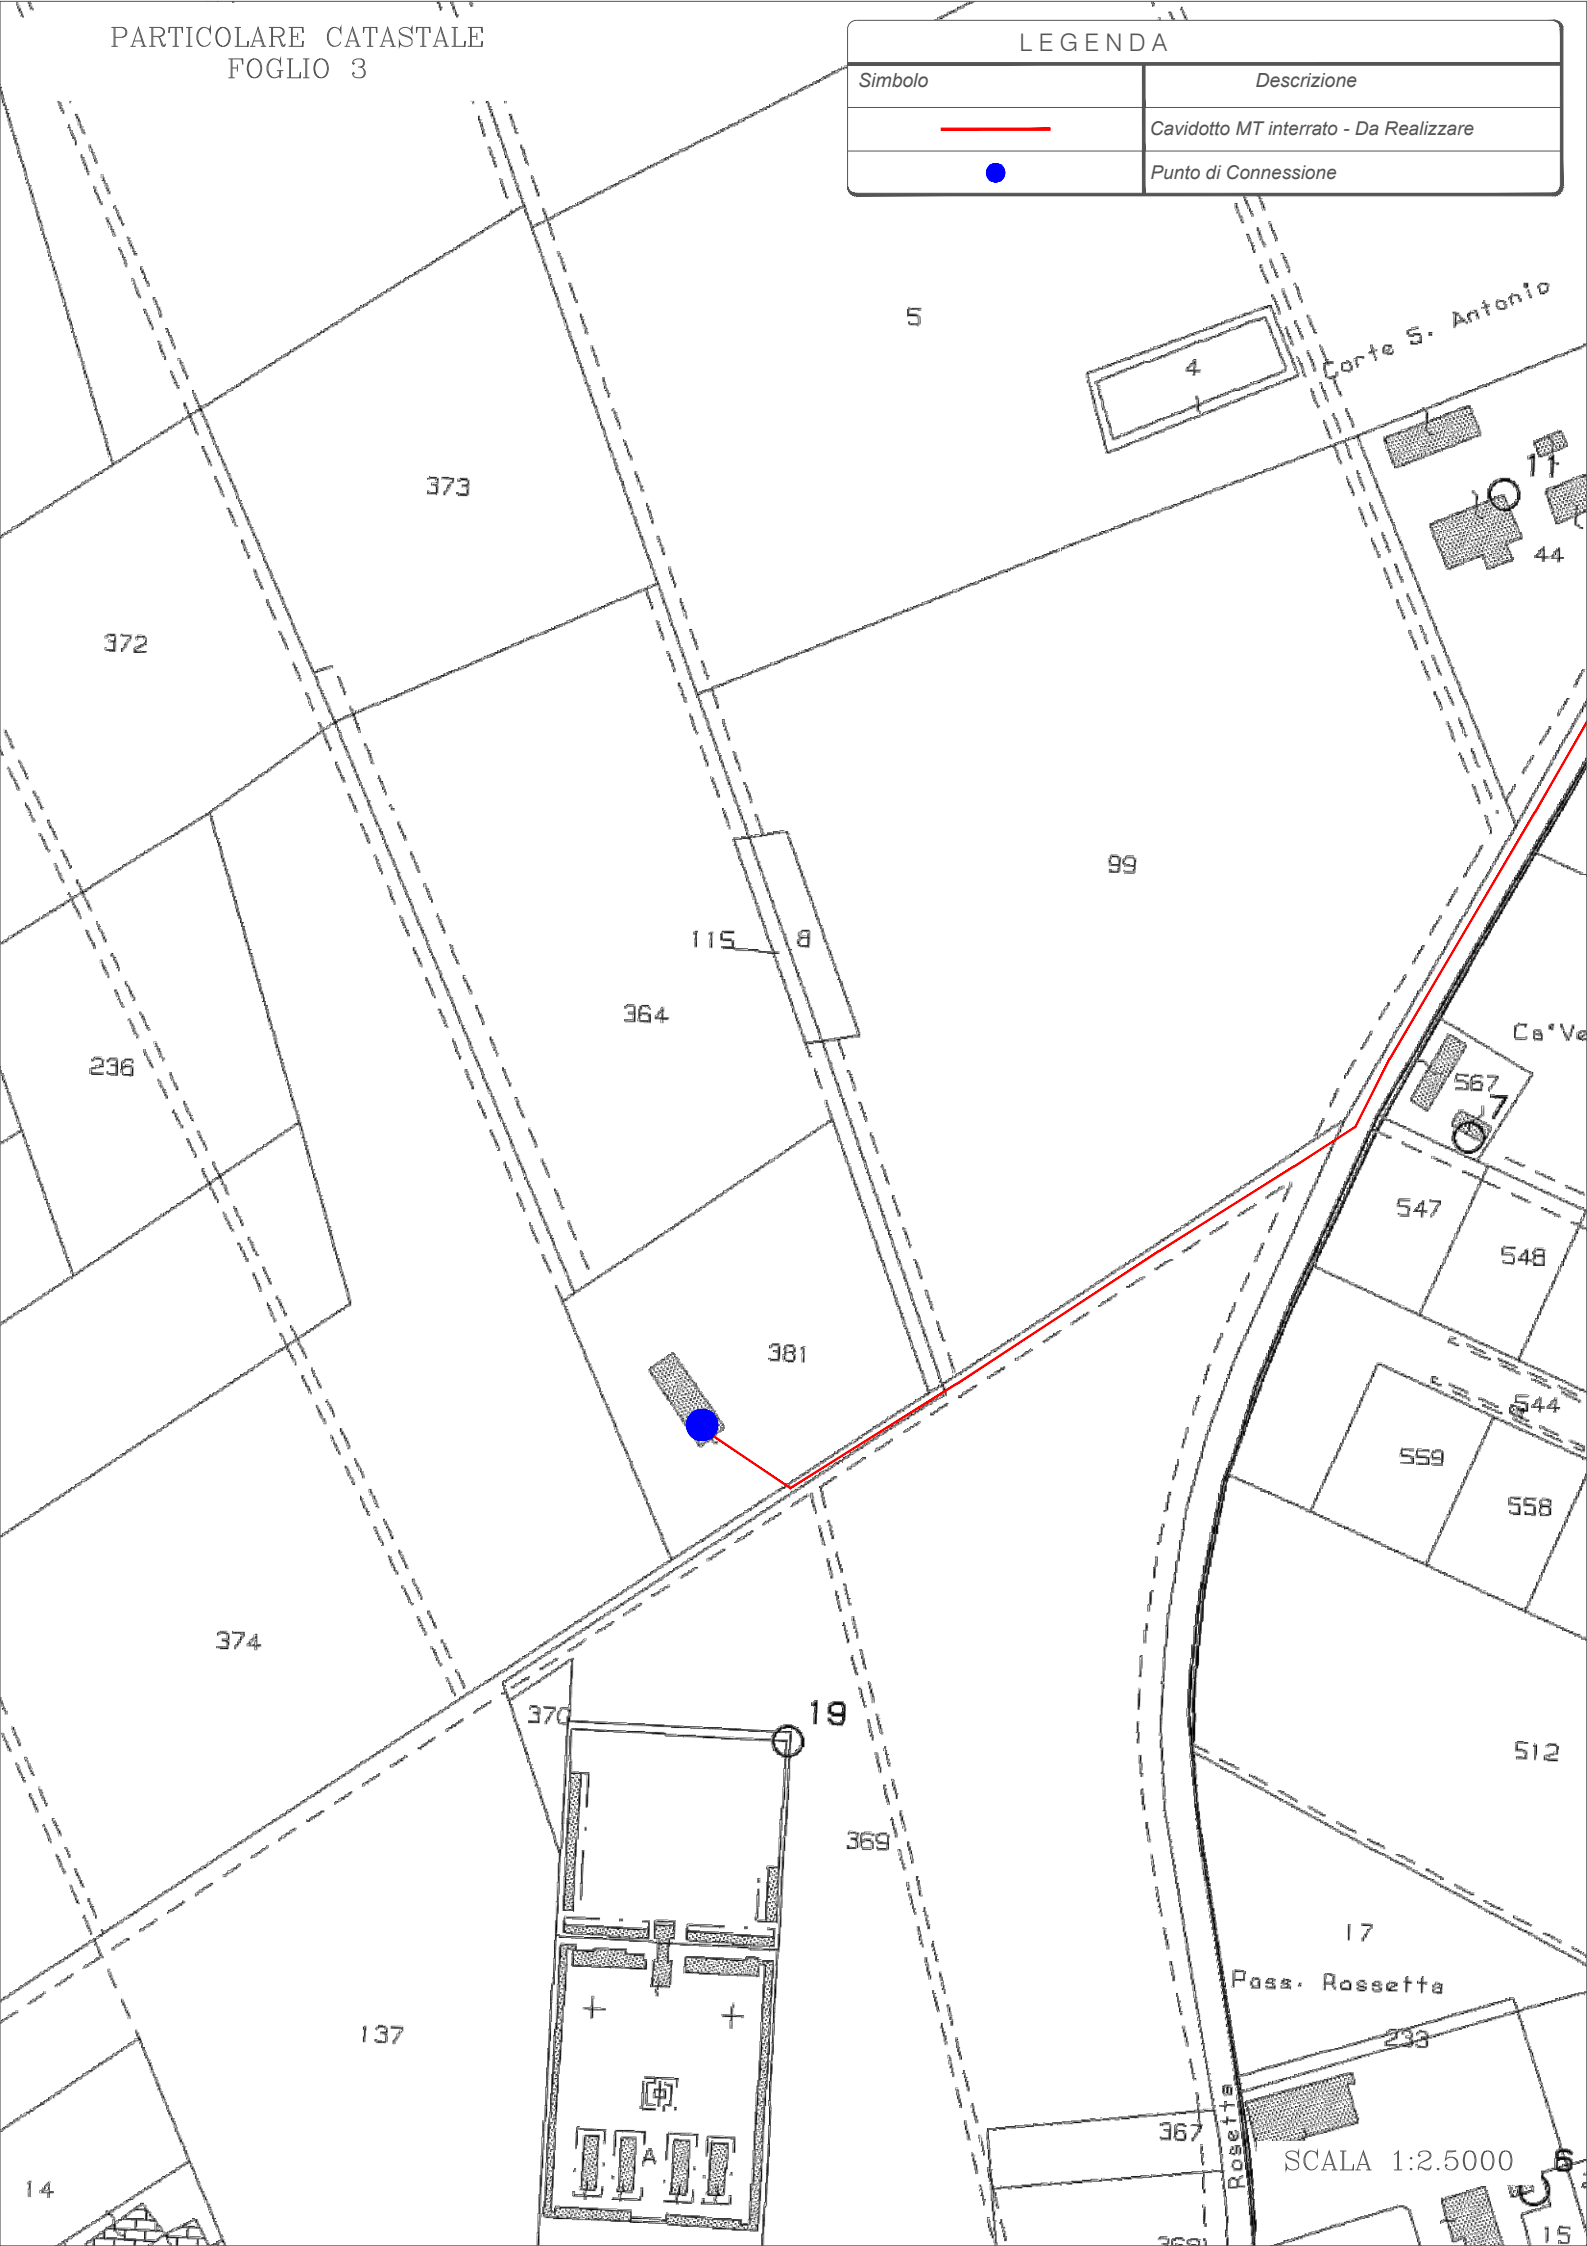 PARTICOLARE CATASTALE
FOGLIO 3
LEGENDA
Simbolo Descrizione
Cavidotto MT interrato - Da Realizzare
Punto di Connessione
5
Corte S. Antonio
4
11
44
373
372
99
115
8
364
236
Ca'Ve
567
7
547
548
381
544
559
558
374
370
19
512
369
17
Poss. Rossetta
137
233
Rosetta
367
A
SCALA 1:2.5000
6
14
15